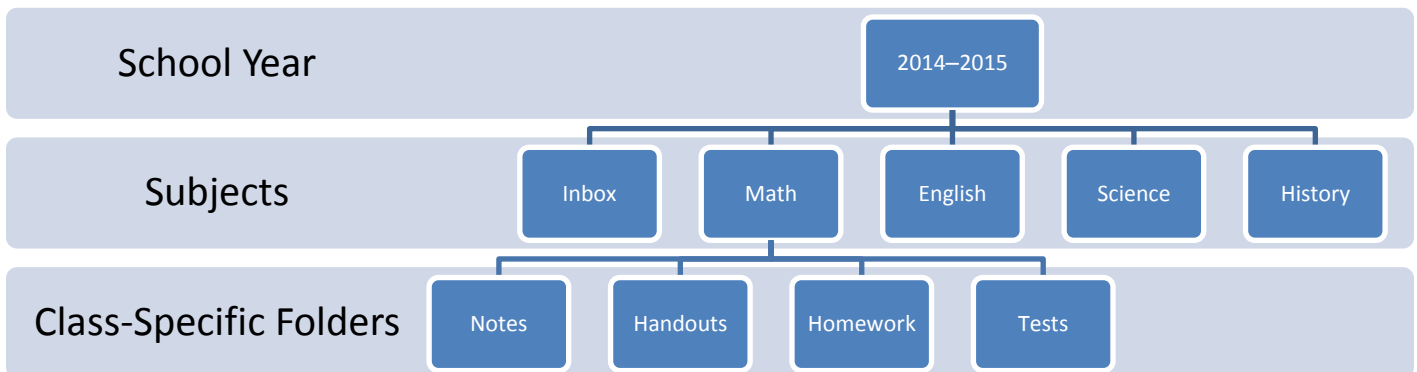 School Year
2014–2015
Subjects
Inbox
Math
English
Science
History
Class-Specific Folders
Notes
Handouts
Homework
Tests